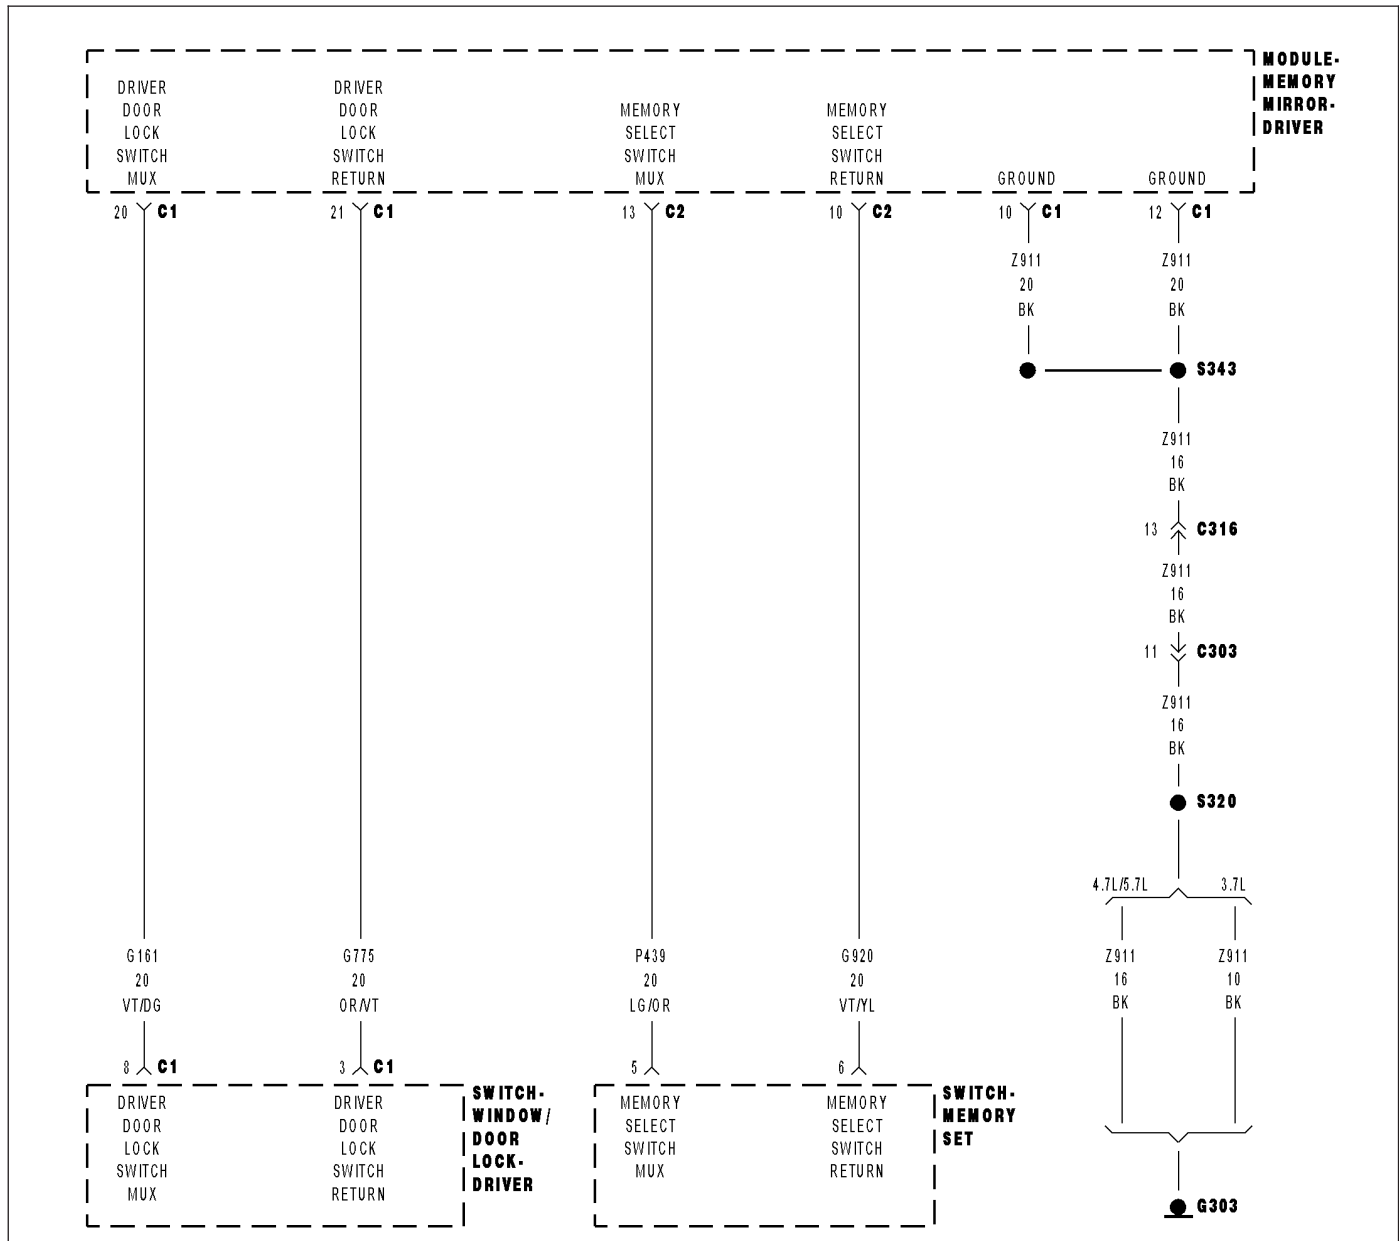 MODULE-
MEMORY
MIRROR-
DRIVER
DRIVER
DOOR
LOCK
SWITCH
MUX
DRIVER
DOOR
LOCK
SWITCH
RETURN
MEMORY
SELECT
SWITCH
MUX
MEMORY
SELECT
SWITCH
RETURN
GROUND
GROUND
20 C1
21 C1
13 C2
10 C2
10 C1
12 C1
Z911
20
BK
Z911
20
BK
S343
Z911
16
BK
13 C316
Z911
16
BK
11 C303
Z911
16
BK
S320
4.7L/5.7L
3.7L
G161
20
VT/DG
G775
20
OR/VT
P439
20
LG/OR
G920
20
VT/YL
Z911
16
BK
Z911
10
BK
8 C1
3 C1
5
6
DRIVER
DOOR
LOCK
SWITCH
MUX
DRIVER
DOOR
LOCK
SWITCH
RETURN
SWITCH-
WINDOW/
DOOR
LOCK-
DRIVER
MEMORY
SELECT
SWITCH
MUX
MEMORY
SELECT
SWITCH
RETURN
SWITCH-
MEMORY
SET
G303